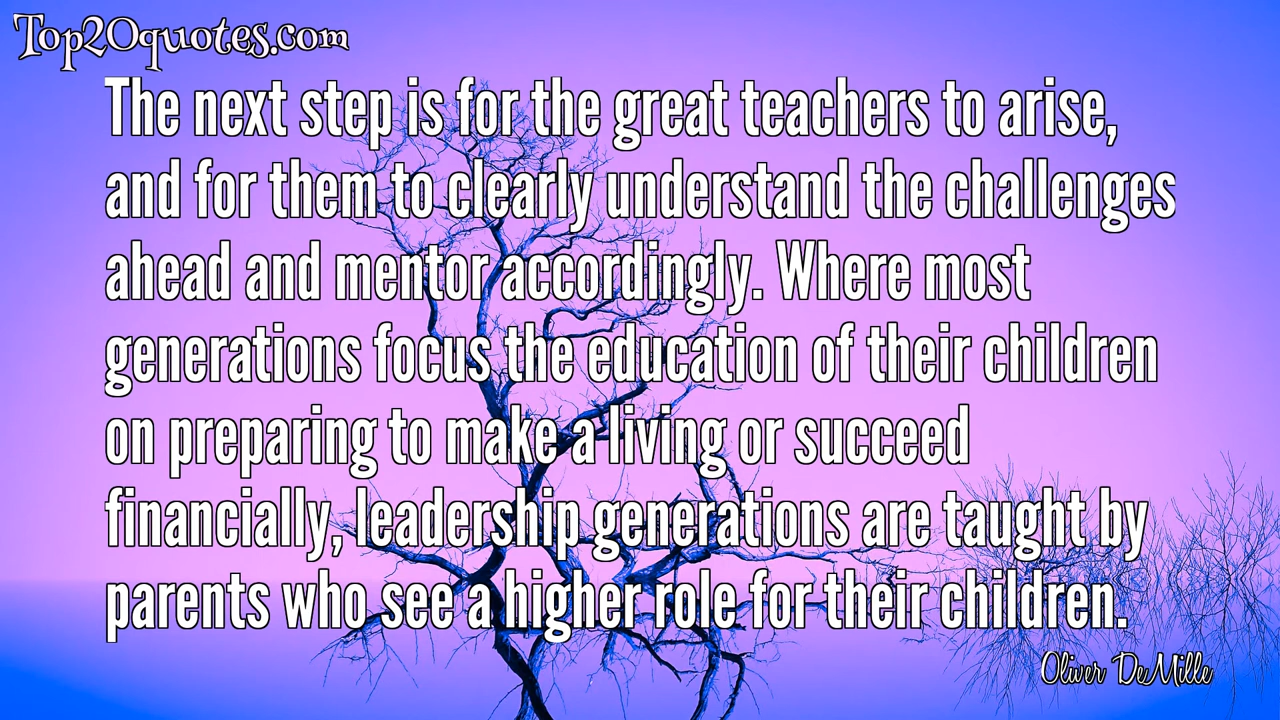 Top20quotes.com
The next step is for the great teachers to arise,
and for them to clearly understand the challenges
ahead and mentor accordingly. Where most
generations focus the education of their children
on preparing to make a living or succeed
financially, leadership generations are taught by
parents who see a higher role for their children.
Oliver DeMille